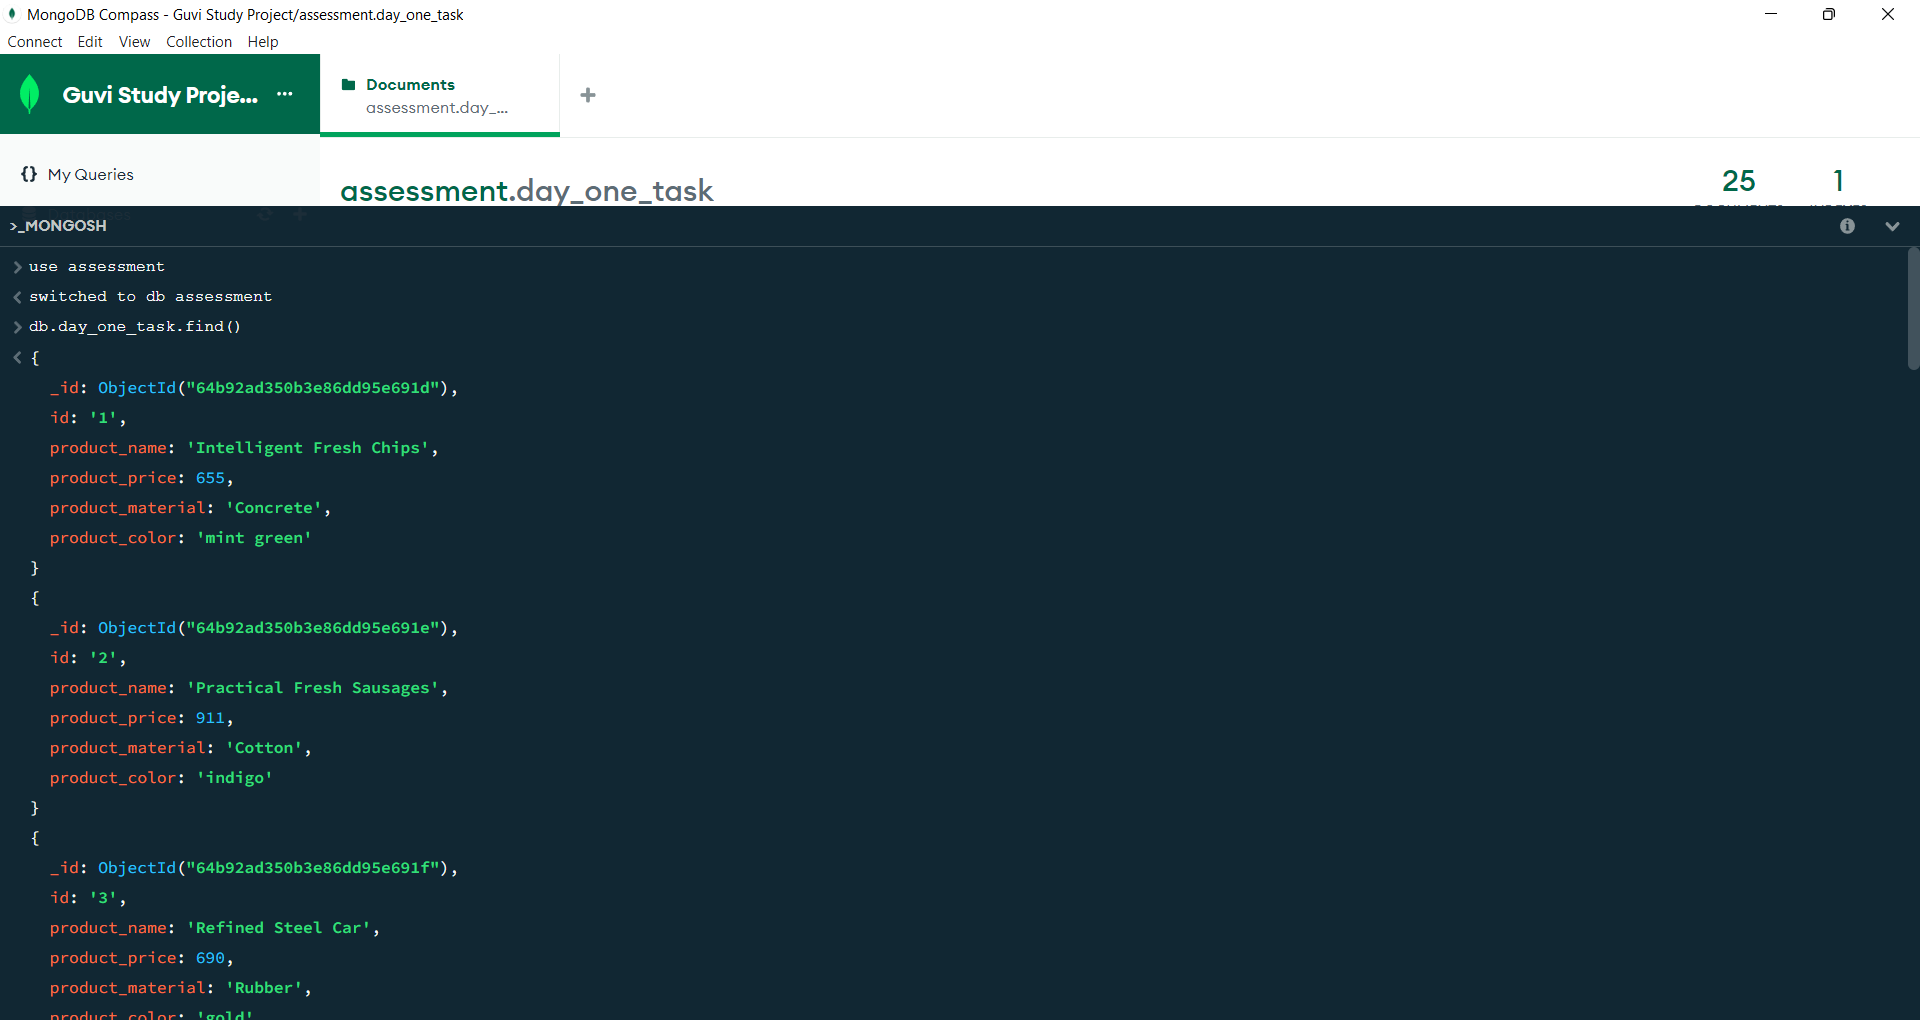 MongoDB Compass - Guvi Study Project/assessment.day_one_task
Connect Edit View Collection Help
Guvi Study Proje... ...
Documents
assessment.day_...
+
{} My Queries
assessment.day_one_task
25 1
>_MONGOSH
> use assessment
< switched to db assessment
> db.day_one_task.find()
< {
_id: ObjectId("64b92ad350b3e86dd95e691d"),
id: '1',
product_name: 'Intelligent Fresh Chips',
product_price: 655,
product_material: 'Concrete',
product_color: 'mint green'
}
{
_id: ObjectId("64b92ad350b3e86dd95e691e"),
id: '2',
product_name: 'Practical Fresh Sausages',
product_price: 911,
product_material: 'Cotton',
product_color: 'indigo'
}
{
_id: ObjectId("64b92ad350b3e86dd95e691f"),
id: '3',
product_name: 'Refined Steel Car',
product_price: 690,
product_material: 'Rubber',
product_color: 'gold'